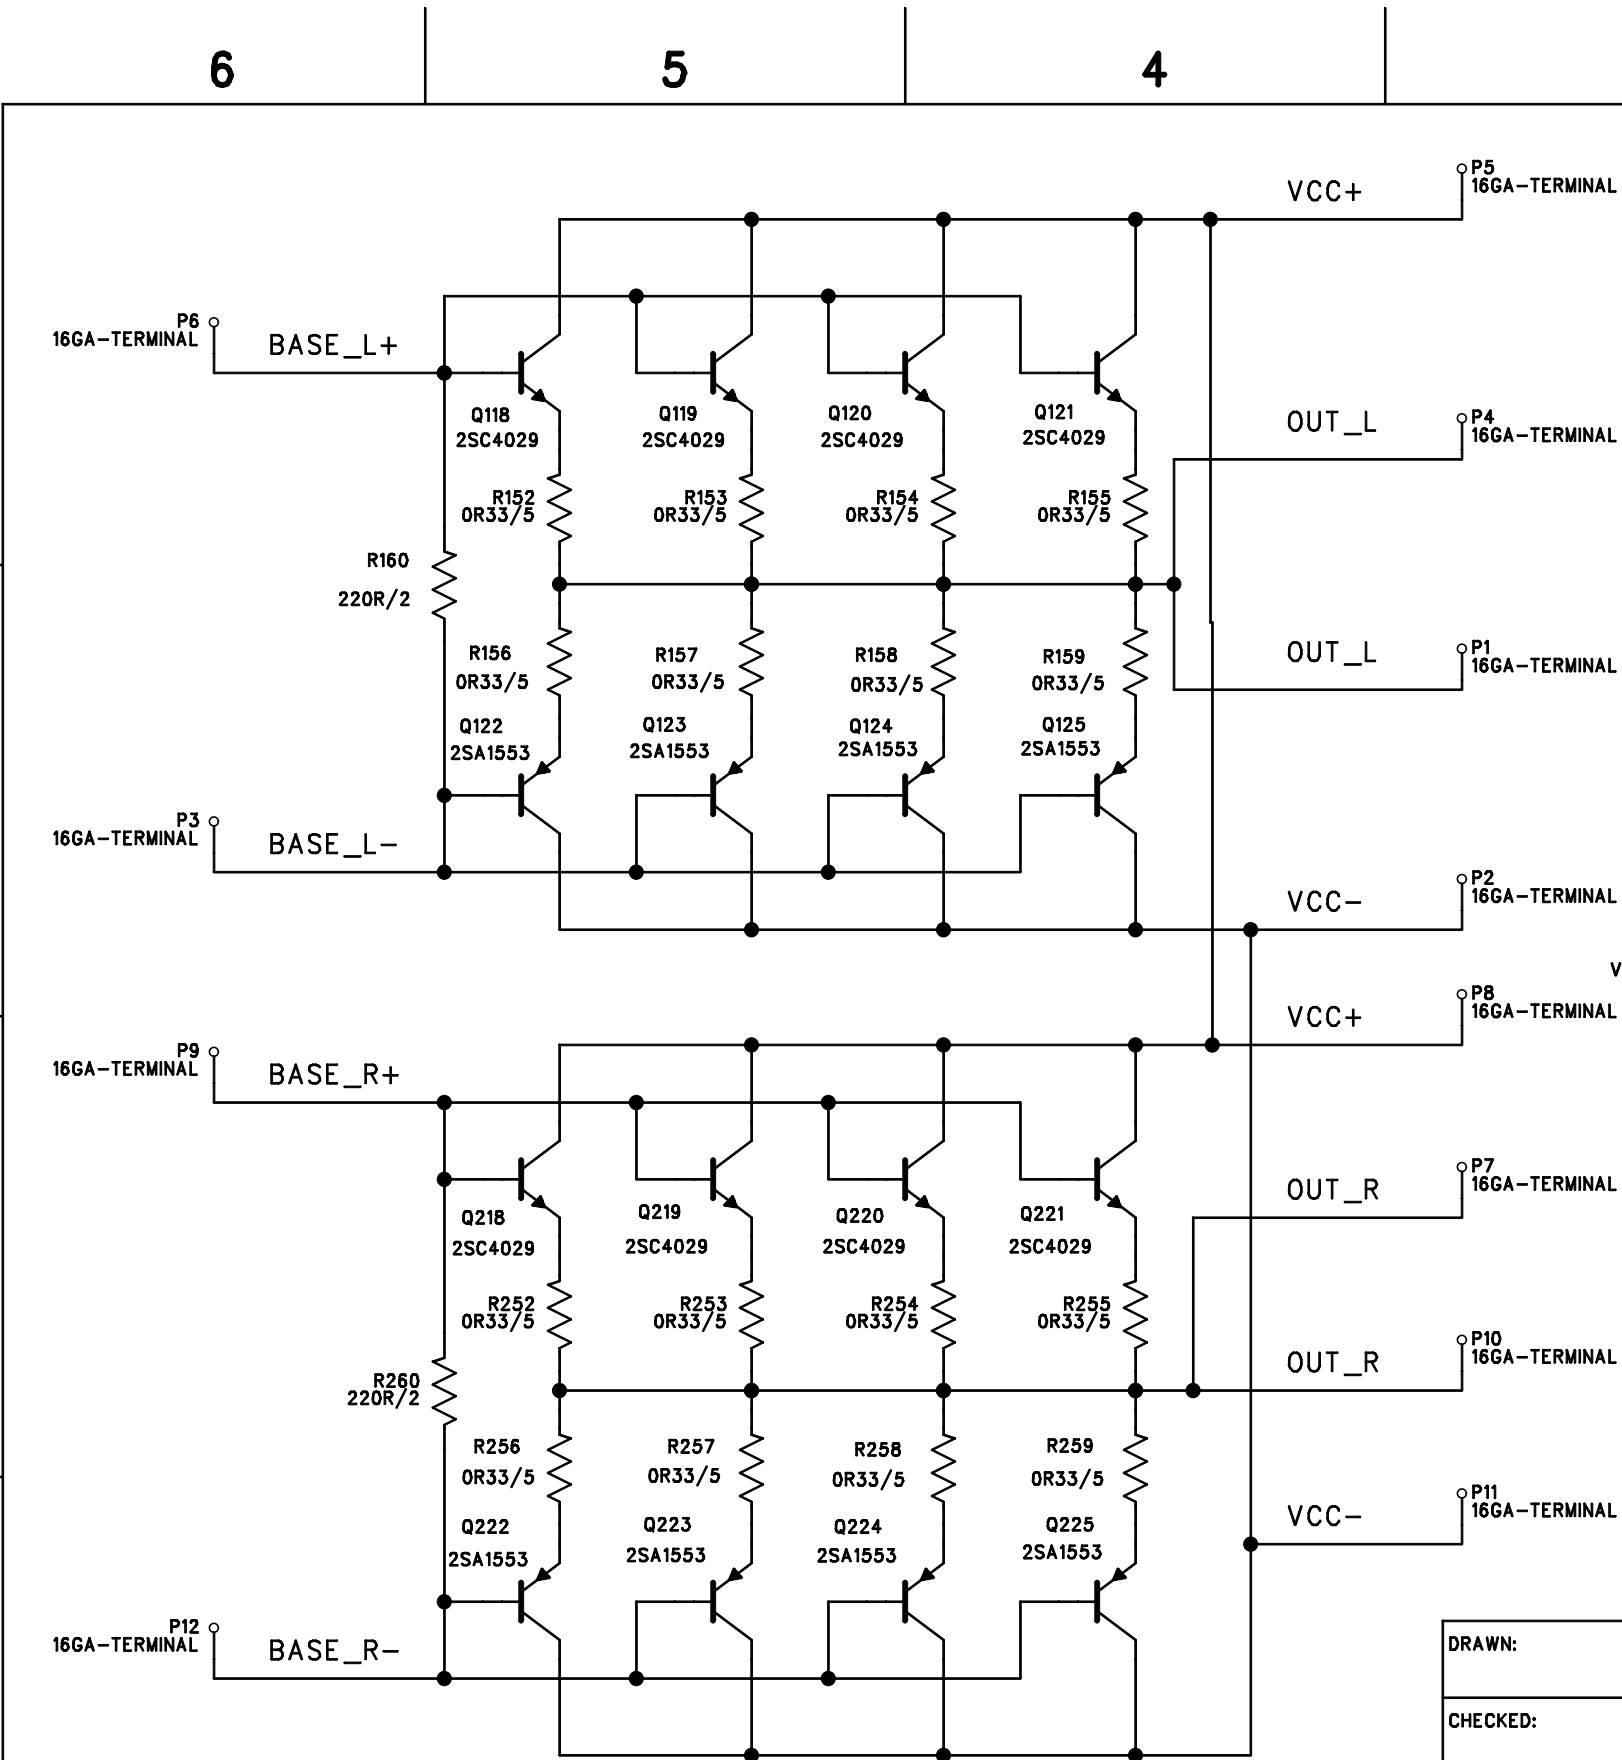 6
5
4
P5
16GA-TERMINAL
VCC+
P6
16GA-TERMINAL
BASE_L+
Q118
2SC4029
Q119
2SC4029
Q120
2SC4029
Q121
2SC4029
OUT_L
P4
16GA-TERMINAL
R152
0R33/5
R153
0R33/5
R154
0R33/5
R155
0R33/5
R160
220R/2
R156
0R33/5
R157
0R33/5
R158
0R33/5
R159
0R33/5
OUT_L
P1
16GA-TERMINAL
Q122
2SA1553
Q123
2SA1553
Q124
2SA1553
Q125
2SA1553
P3
16GA-TERMINAL
BASE_L-
VCC-
P2
16GA-TERMINAL
V
VCC+
P8
16GA-TERMINAL
P9
16GA-TERMINAL
BASE_R+
Q218
2SC4029
Q219
2SC4029
Q220
2SC4029
Q221
2SC4029
OUT_R
P7
16GA-TERMINAL
R252
0R33/5
R253
0R33/5
R254
0R33/5
R255
0R33/5
OUT_R
P10
16GA-TERMINAL
R260
220R/2
R256
0R33/5
R257
0R33/5
R258
0R33/5
R259
0R33/5
VCC-
P11
16GA-TERMINAL
Q222
2SA1553
Q223
2SA1553
Q224
2SA1553
Q225
2SA1553
P12
16GA-TERMINAL
BASE_R-
DRAWN:
CHECKED: